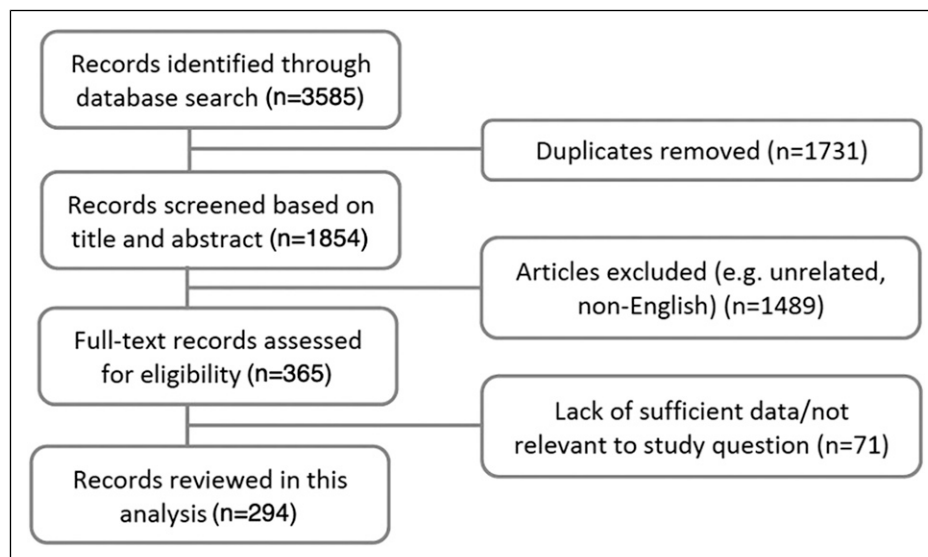 Records identified through
database search (n=3585)
Duplicates removed (n=1731)
Records screened based on
title and abstract (n=1854)
Articles excluded (e.g. unrelated,
non-English) (n=1489)
Full-text records assessed
for eligibility (n=365)
Lack of sufficient data/not
relevant to study question (n=71)
Records reviewed in this
analysis (n=294)